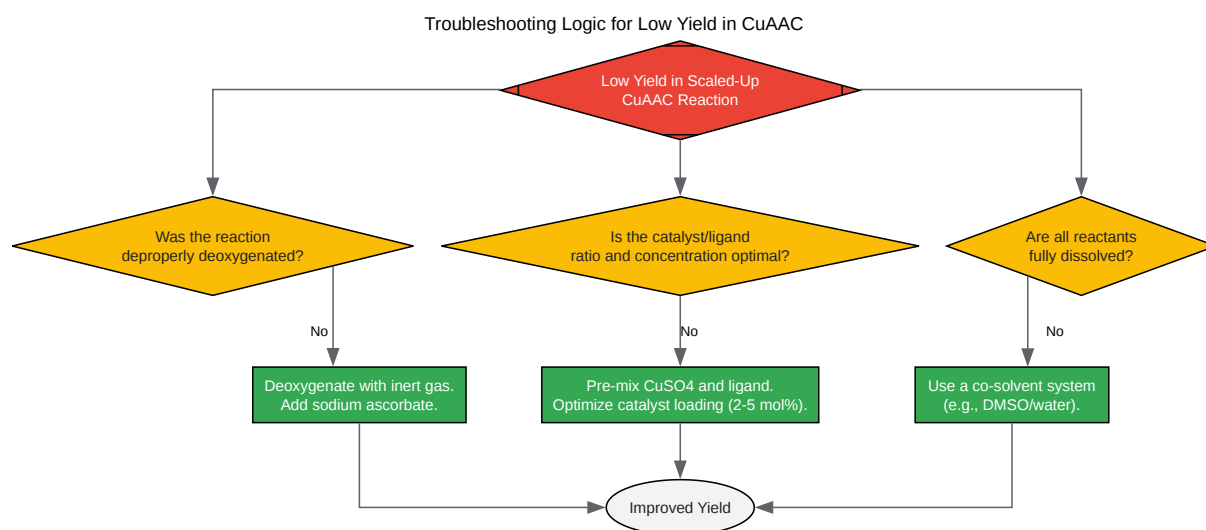 Troubleshooting Logic for Low Yield in CuAAC
Low Yield in Scaled-Up
CuAAC Reaction
Was the reaction
deproperly deoxygenated?
Is the catalyst/ligand
ratio and concentration optimal?
Are all reactants
fully dissolved?
No
No
No
Deoxygenate with inert gas.
Add sodium ascorbate.
Pre-mix CuSO4 and ligand.
Optimize catalyst loading (2-5 mol%).
Use a co-solvent system
(e.g., DMSO/water).
Improved Yield